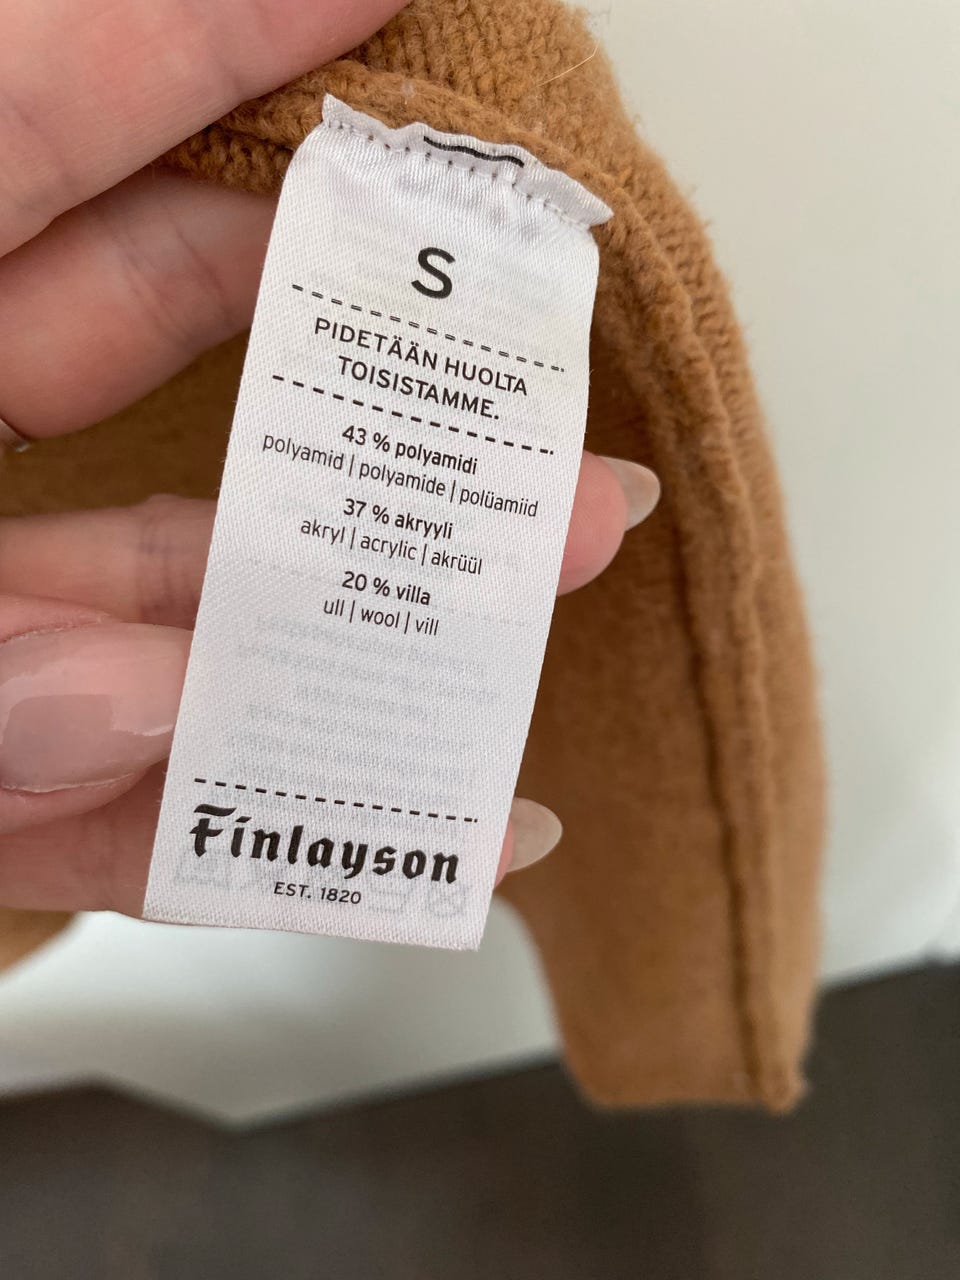 S
PIDETÄÄN HUOLTA
TOISISTAMME.
43 % polyamidi
polyamid | polyamide | polüamiid
37 % akryyli
akryl | acrylic | akrüül
20 % villa
ull | wool | vill
Finlayson
EST. 1820